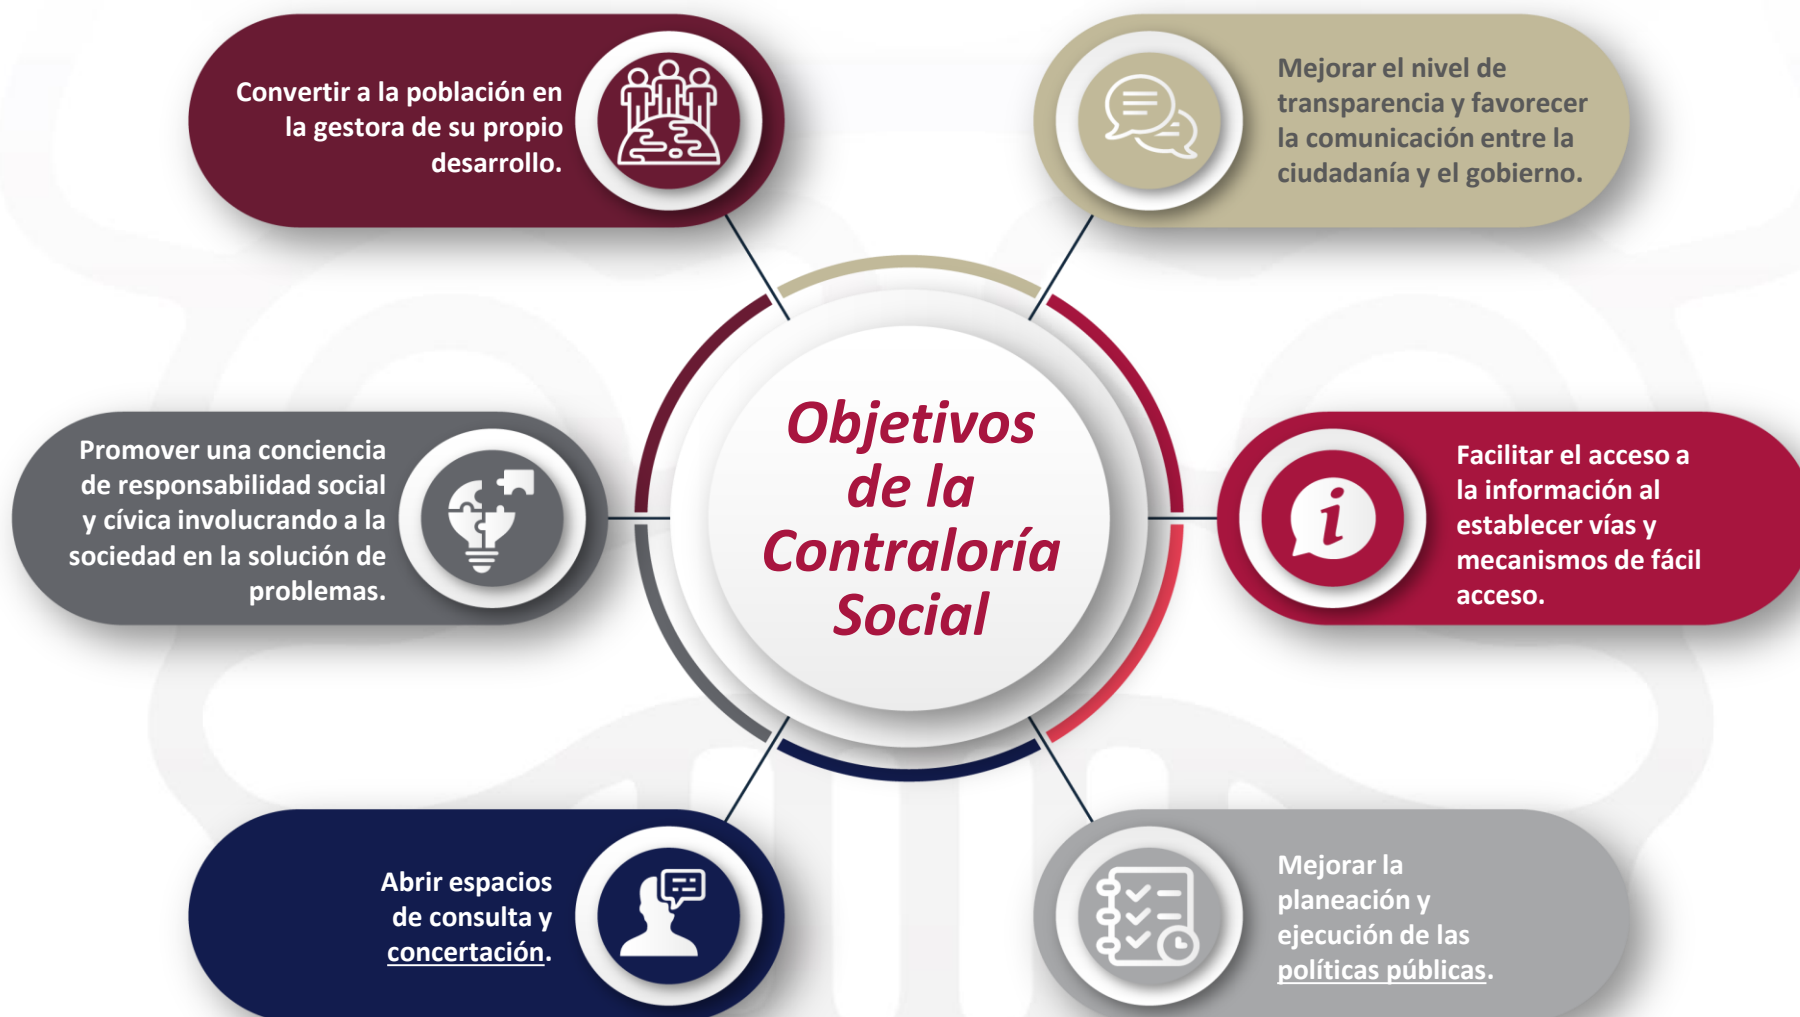 Convertir a la población en
la gestora de su propio
desarrollo.
Mejorar el nivel de
transparencia y favorecer
la comunicación entre la
ciudadanía y el gobierno.
Promover una conciencia
de responsabilidad social
y cívica involucrando a la
sociedad en la solución de
problemas.
Objetivos
de la
Contraloría
Social
i
Facilitar el acceso a
la información al
establecer vías y
mecanismos de fácil
acceso.
Abrir espacios
de consulta y
concertación.
Mejorar la
planeación y
ejecución de las
políticas públicas.